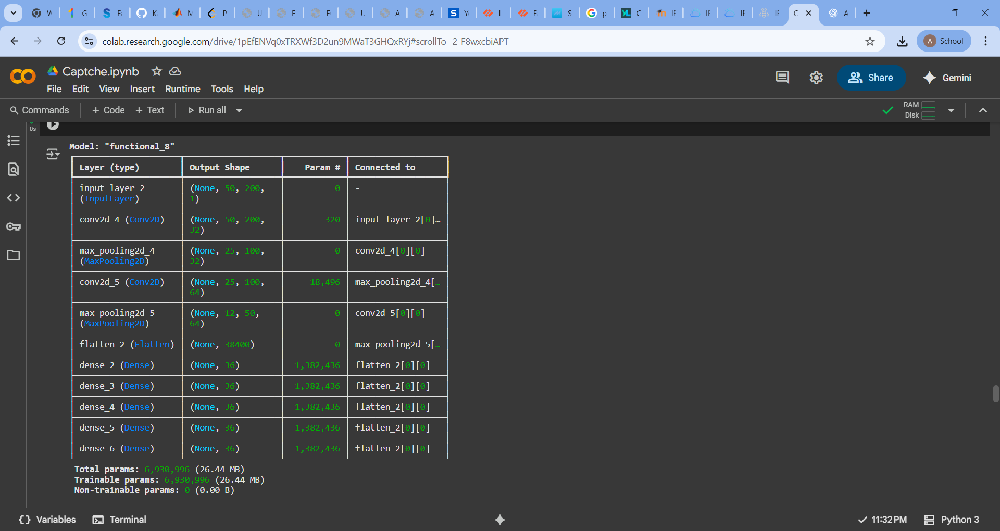 W
G
Fa
K
M
P
U
F
F
U
A
A
Y
L
E
S
p
C
IE
IE
IE
IE
C
A
colab.research.google.com/drive/1pEfENVq0xTRXWf3D2un9MWaT3GHQxRYj#scrollTo=2-F8wxcbiAPT
A School
Captche.ipynb
File Edit View Insert Runtime Tools Help
Share
Gemini
Commands + Code + Text Run all
RAM
Disk
0s
Model: "functional_8"
Layer (type) Output Shape Param # Connected to
input_layer_2 (None, 50, 200, 0 -
(InputLayer) 1)
conv2d_4 (Conv2D) (None, 50, 200, 320 input_layer_2[0]…
32)
max_pooling2d_4 (None, 25, 100, 0 conv2d_4[0][0]
(MaxPooling2D) 32)
conv2d_5 (Conv2D) (None, 25, 100, 18,496 max_pooling2d_4[…
64)
max_pooling2d_5 (None, 12, 50, 0 conv2d_5[0][0]
(MaxPooling2D) 64)
flatten_2 (Flatten) (None, 38400) 0 max_pooling2d_5[…
dense_2 (Dense) (None, 36) 1,382,436 flatten_2[0][0]
dense_3 (Dense) (None, 36) 1,382,436 flatten_2[0][0]
dense_4 (Dense) (None, 36) 1,382,436 flatten_2[0][0]
dense_5 (Dense) (None, 36) 1,382,436 flatten_2[0][0]
dense_6 (Dense) (None, 36) 1,382,436 flatten_2[0][0]
Total params: 6,930,996 (26.44 MB)
Trainable params: 6,930,996 (26.44 MB)
Non-trainable params: 0 (0.00 B)
Variables Terminal
11:32 PM Python 3